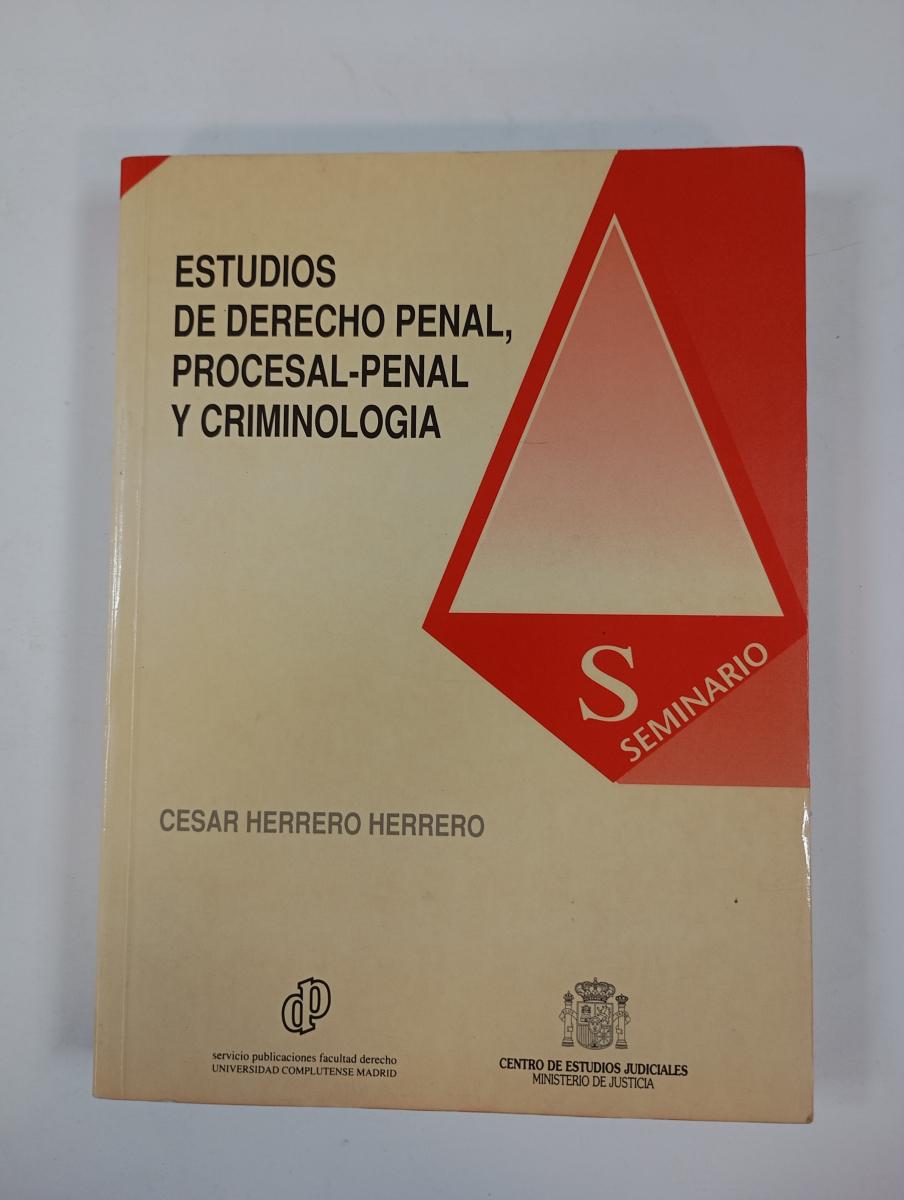 ESTUDIOS
DE DERECHO PENAL,
PROCESAL-PENAL
Y CRIMINOLOGIA
S
SEMINARIO
CESAR HERRERO HERRERO
dp
servicio publicaciones facultad derecho
UNIVERSIDAD COMPLUTENSE MADRID
CENTRO DE ESTUDIOS JUDICIALES
MINISTERIO DE JUSTICIA